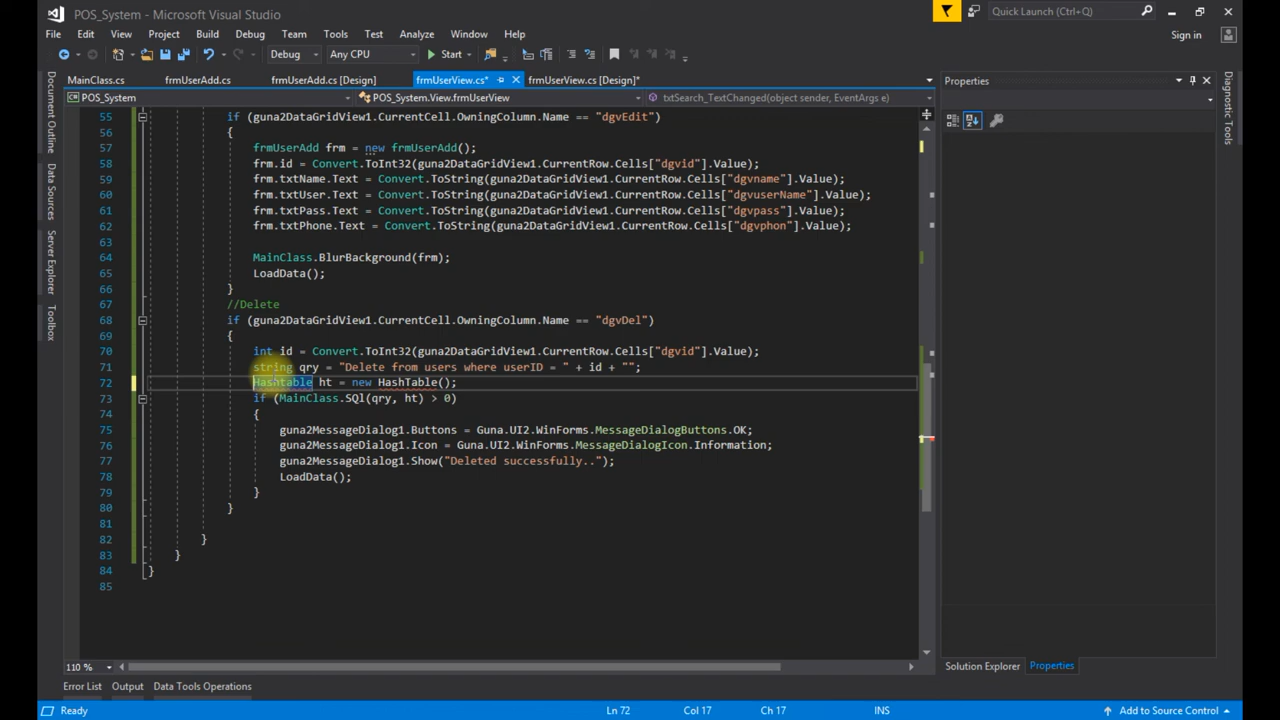 POS_System - Microsoft Visual Studio
Quick Launch (Ctrl+Q)
File Edit View Project Build Debug Team Tools Test Analyze Window Help
Sign in
Debug Any CPU Start
MainClass.cs frmUserAdd.cs frmUserAdd.cs [Design] frmUserView.cs* frmUserView.cs [Design]*
POS_System POS_System.View.frmUserView txtSearch_TextChanged(object sender, EventArgs e)
Properties
Document Outline
Data Sources
Server Explorer
Toolbox
Diagnostic Tools
55 if (guna2DataGridView1.CurrentCell.OwningColumn.Name == "dgvEdit")
56 {
57 frmUserAdd frm = new frmUserAdd();
58 frm.id = Convert.ToInt32(guna2DataGridView1.CurrentRow.Cells["dgvid"].Value);
59 frm.txtName.Text = Convert.ToString(guna2DataGridView1.CurrentRow.Cells["dgvname"].Value);
60 frm.txtUser.Text = Convert.ToString(guna2DataGridView1.CurrentRow.Cells["dgvuserName"].Value);
61 frm.txtPass.Text = Convert.ToString(guna2DataGridView1.CurrentRow.Cells["dgvpass"].Value);
62 frm.txtPhone.Text = Convert.ToString(guna2DataGridView1.CurrentRow.Cells["dgvphon"].Value);
63
64 MainClass.BlurBackground(frm);
65 LoadData();
66 }
67 //Delete
68 if (guna2DataGridView1.CurrentCell.OwningColumn.Name == "dgvDel")
69 {
70 int id = Convert.ToInt32(guna2DataGridView1.CurrentRow.Cells["dgvid"].Value);
71 string qry = "Delete from users where userID = " + id + "";
72 Hashtable ht = new HashTable();
73 if (MainClass.SQl(qry, ht) > 0)
74 {
75 guna2MessageDialog1.Buttons = Guna.UI2.WinForms.MessageDialogButtons.OK;
76 guna2MessageDialog1.Icon = Guna.UI2.WinForms.MessageDialogIcon.Information;
77 guna2MessageDialog1.Show("Deleted successfully..");
78 LoadData();
79 }
80 }
81
82 }
83 }
84 }
85
110 %
Solution Explorer Properties
Error List Output Data Tools Operations
Ready Ln 72 Col 17 Ch 17 INS Add to Source Control